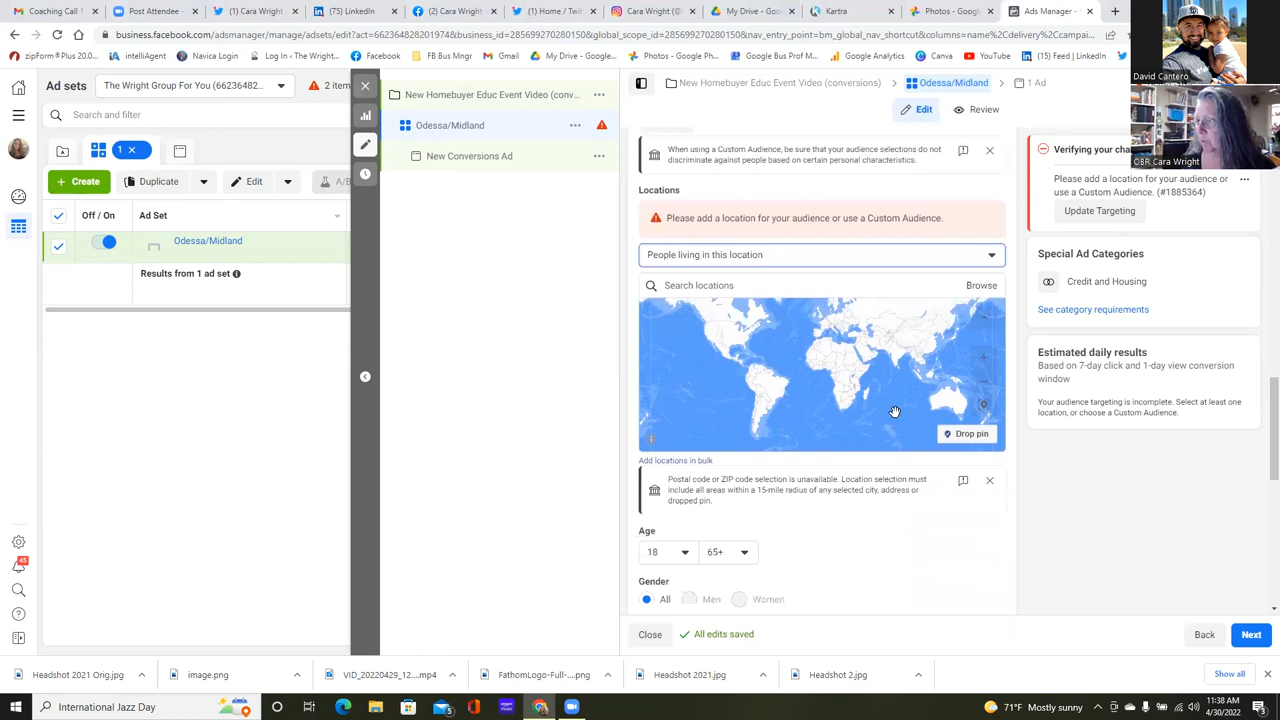 Coming Call 1
Post Attendee -
(2) Cara Wright
(15) LinkedIn
(2) Cara Wright
(1) Home / Twitt
Cara Wright (@c
My Drive - Goog
Kartra
Photos - Google
Ads Manager - I
business.facebook.com/adsmanager/manage/adsets/edit?act=662364828472018&global_scope_id=285699270280150&nav_entry_point=bm_global_nav_shortcut&columns=name%2Cdelivery%2Ccampai...
zipForm®Plus 20.0...
intelliAgent
Navica Login
Google Search
FB Bus Mngr
My Drive - Google...
Photos - Google Ph...
Google Bus Prof M...
Google Analytics
Canva
YouTube
(15) Feed | LinkedIn
Ad sets
The Wright Group For You (66236482...
2 item
Search and filter
1
Create
Duplicate
Edit
A/B
Off / On
Ad Set
Odessa/Midland
Results from 1 ad set
New Homebuyer Educ Event Video (conv...
Odessa/Midland
New Conversions Ad
New Homebuyer Educ Event Video (conversions)
Odessa/Midland
1 Ad
Edit
Review
When using a Custom Audience, be sure that your audience selections do not
discriminate against people based on certain personal characteristics.
Locations
Please add a location for your audience or use a Custom Audience.
People living in this location
Search locations
Browse
Drop pin
Add locations in bulk
Postal code or ZIP code selection is unavailable. Location selection must
include all areas within a 15-mile radius of any selected city, address or
dropped pin.
Age
18
65+
Gender
All
Men
Women
Close
All edits saved
Back
Next
David Cantero
OBR Cara Wright
Verifying your cha
Please add a location for your audience or
use a Custom Audience. (#1885364)
Update Targeting
Special Ad Categories
Credit and Housing
See category requirements
Estimated daily results
Based on 7-day click and 1-day view conversion
window
Your audience targeting is incomplete. Select at least one
location, or choose a Custom Audience.
45
Headshot 2021 Orig.jpg
image.png
VID_20220429_12....mp4
FathomLogo-Full-....png
Headshot 2021.jpg
Headshot 2.jpg
Show all
International Jazz Day
71°F Mostly sunny
11:38 AM
4/30/2022